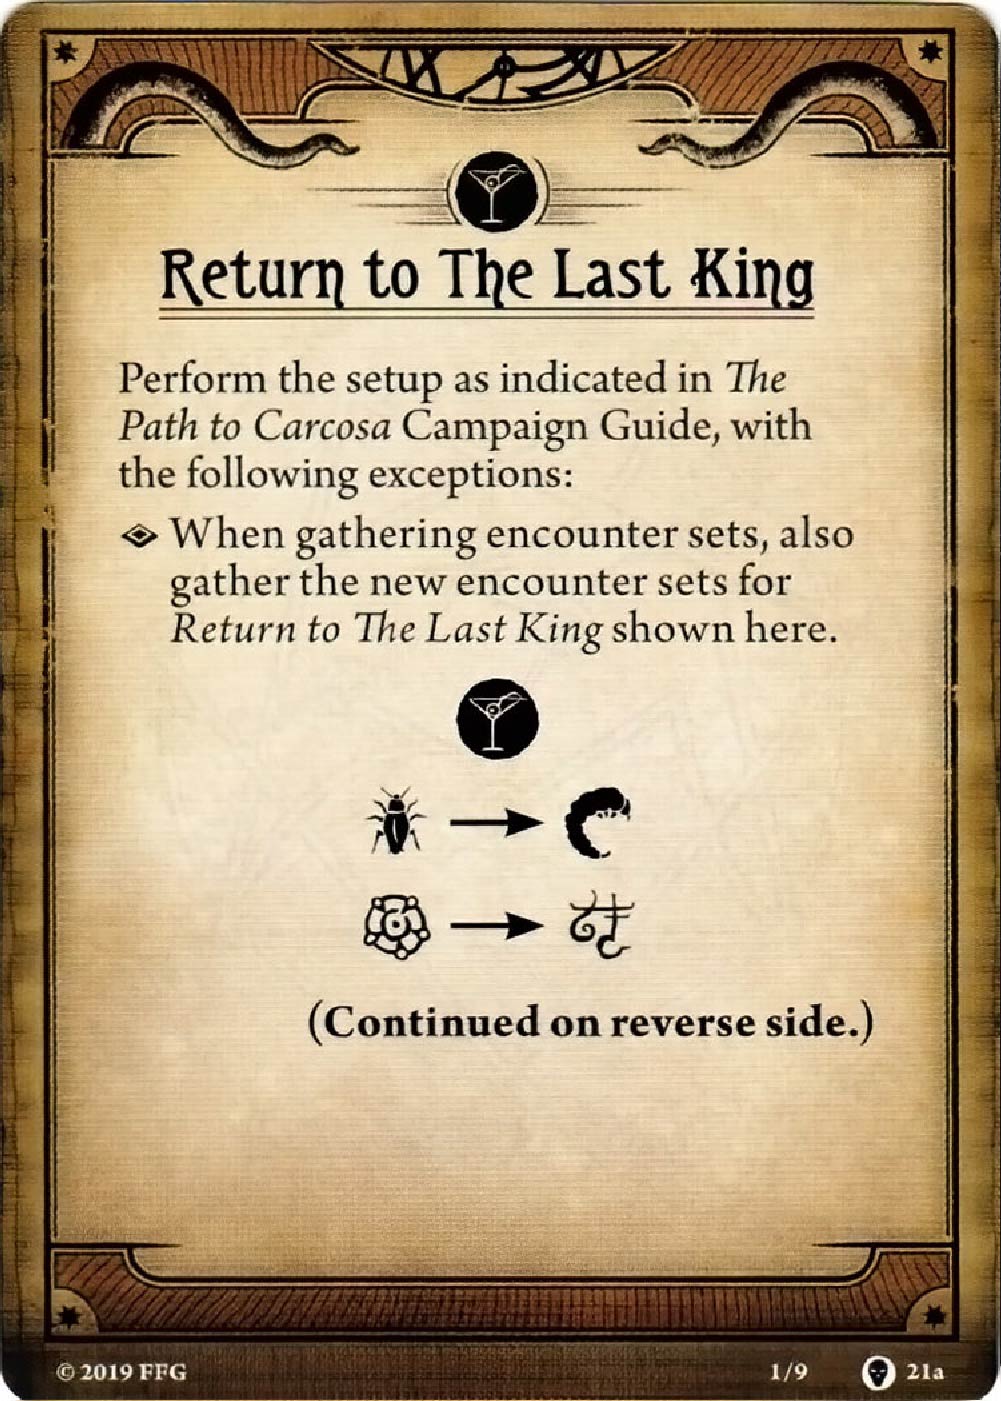 Return to The Last King
Perform the setup as indicated in The
Path to Carcosa Campaign Guide, with
the following exceptions:
When gathering encounter sets, also
gather the new encounter sets for
Return to The Last King shown here.
(Continued on reverse side.)
© 2019 FFG
1/9
21a